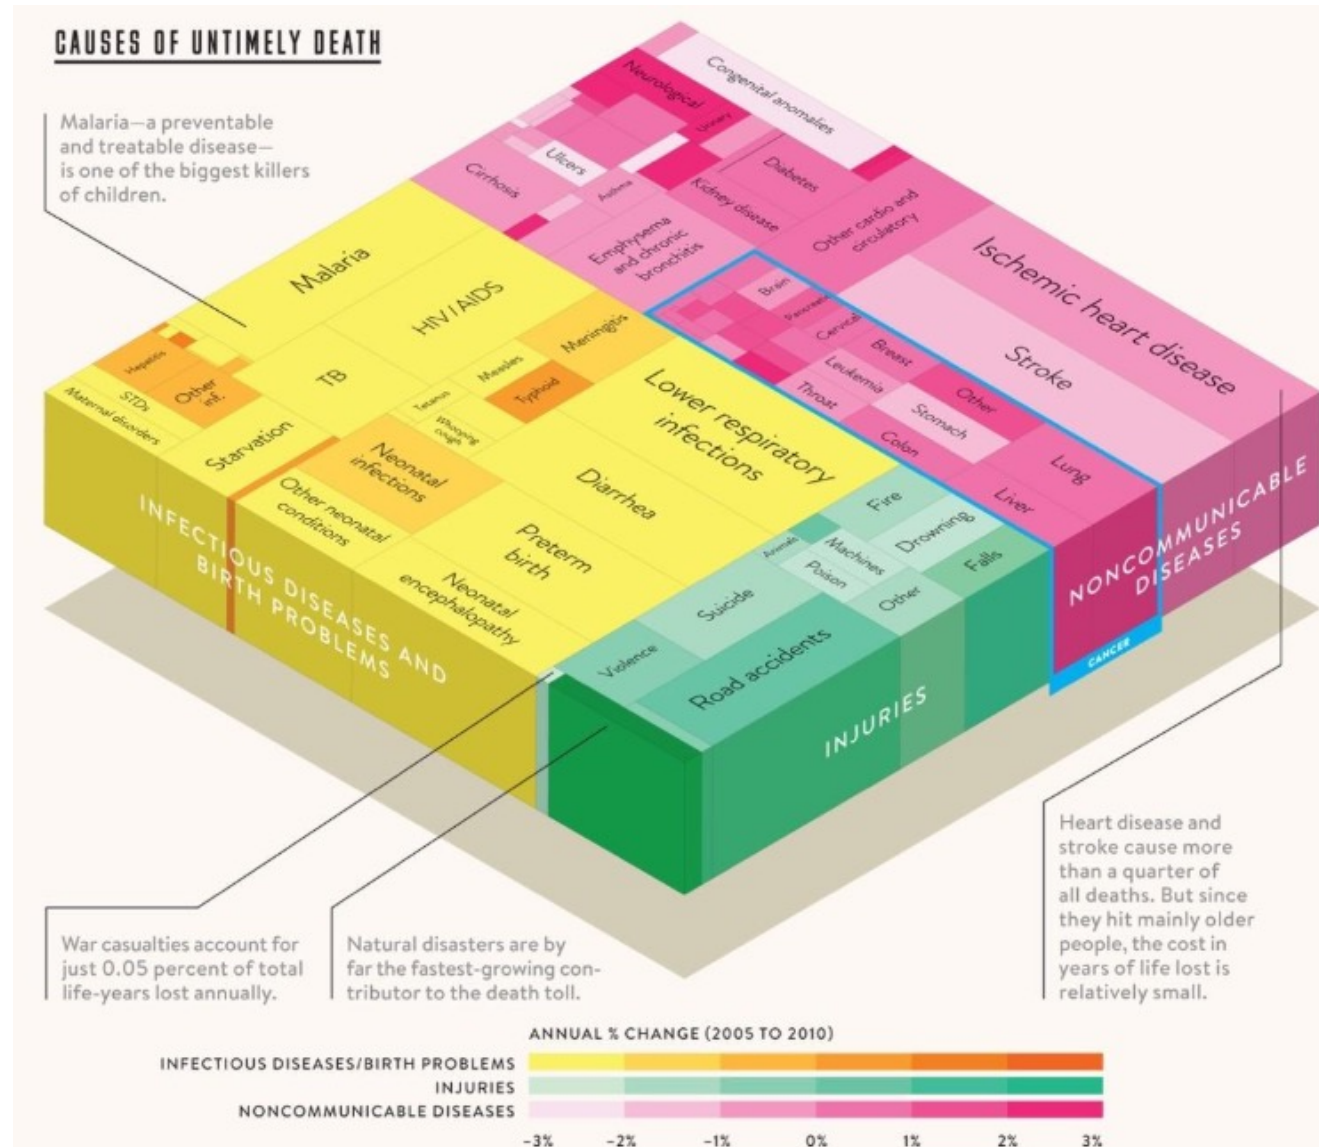 CAUSES OF UNTIMELY DEATH
Malaria—a preventable
and treatable disease—
is one of the biggest killers
of children.
Congenital anomalies
Neurological
Urinary
Ulcers
Cirrhosis
Asthma
Diabetes
Kidney disease
Other cardio and
circulatory
Emphysema
and chronic
bronchitis
Ischemic heart disease
Stroke
Brain
Pancreatic
Cervical
Breast
Other
Leukemia
Stomach
Throat
Colon
Lung
Liver
Malaria
HIV/AIDS
Meningitis
Measles
TB
Typhoid
Tetanus
Whooping
cough
Hepatitis
Other
inf.
STDs
Maternal disorders
Starvation
Lower respiratory
infections
Diarrhea
Neonatal
infections
Other neonatal
conditions
Preterm
birth
Neonatal
encephalopathy
Fire
Drowning
Falls
Animals
Machines
Poison
Other
Suicide
Violence
Road accidents
INFECTIOUS DISEASES AND
BIRTH PROBLEMS
INJURIES
NONCOMMUNICABLE
DISEASES
CANCER
War casualties account for
just 0.05 percent of total
life-years lost annually.
Natural disasters are by
far the fastest-growing con-
tributor to the death toll.
Heart disease and
stroke cause more
than a quarter of
all deaths. But since
they hit mainly older
people, the cost in
years of life lost is
relatively small.
ANNUAL % CHANGE (2005 TO 2010)
INFECTIOUS DISEASES/BIRTH PROBLEMS
INJURIES
NONCOMMUNICABLE DISEASES
-3% -2% -1% 0% 1% 2% 3%